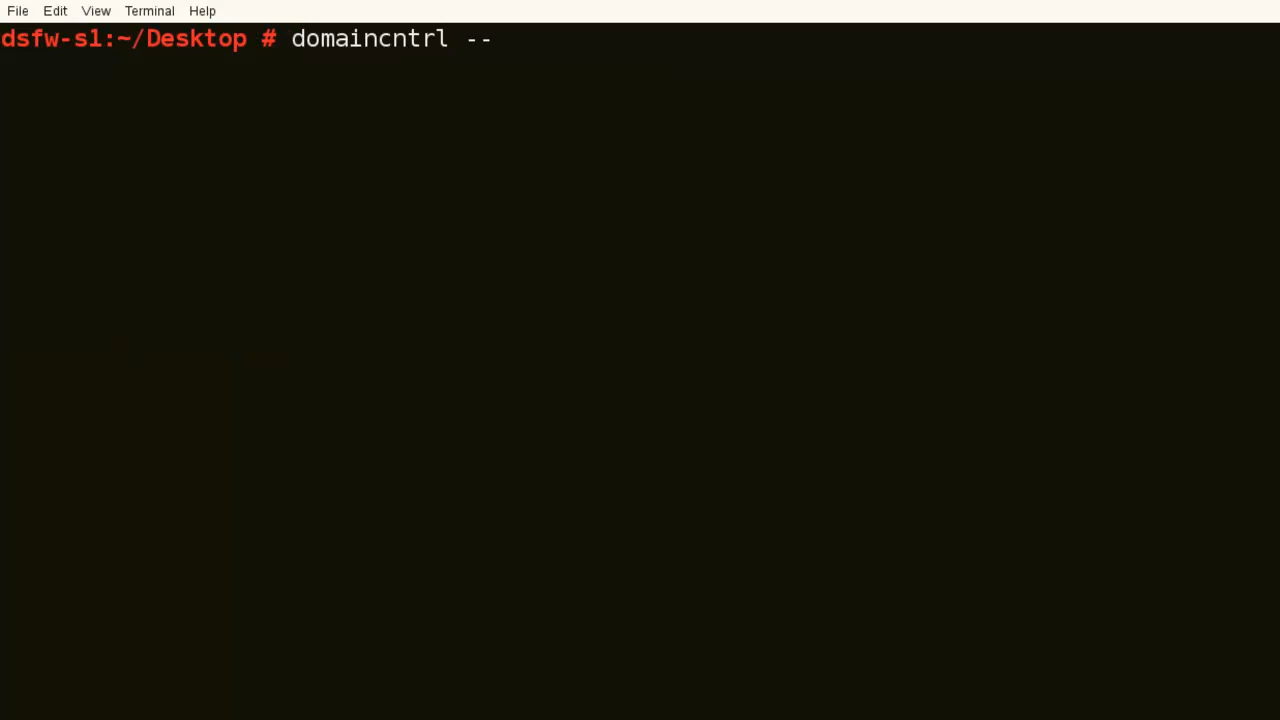 File Edit View Terminal Help
dsfw-s1:~/Desktop # domaincntrl --